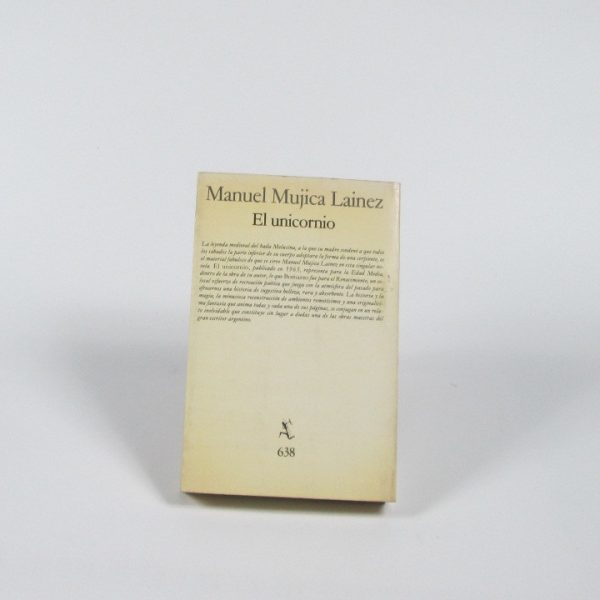 Manuel Mujica Lainez
El unicornio
La leyenda medieval del hada Melusina, a la que su madre condenó a que todos
los sábados la parte inferior de su cuerpo adoptara la forma de una serpiente, es
el material fabuloso de que se sirve Manuel Mujica Lainez en esta singular no-
vela. El unicornio, publicado en 1965, representa para la Edad Media,
dentro de la obra de su autor, lo que Bomarzo fue para el Renacimiento, un co-
losal esfuerzo de recreación poética que juega con la atmósfera del pasado para
ofrecernos una historia de sugestiva belleza, rara y absorbente. La historia y la
magia, la minuciosa reconstrucción de ambientes remotísimos y una originalísi-
ma fantasía que anima todas y cada una de sus páginas, se conjugan en un rela-
to inolvidable que constituye sin lugar a dudas una de las obras maestras del
gran escritor argentino.
638